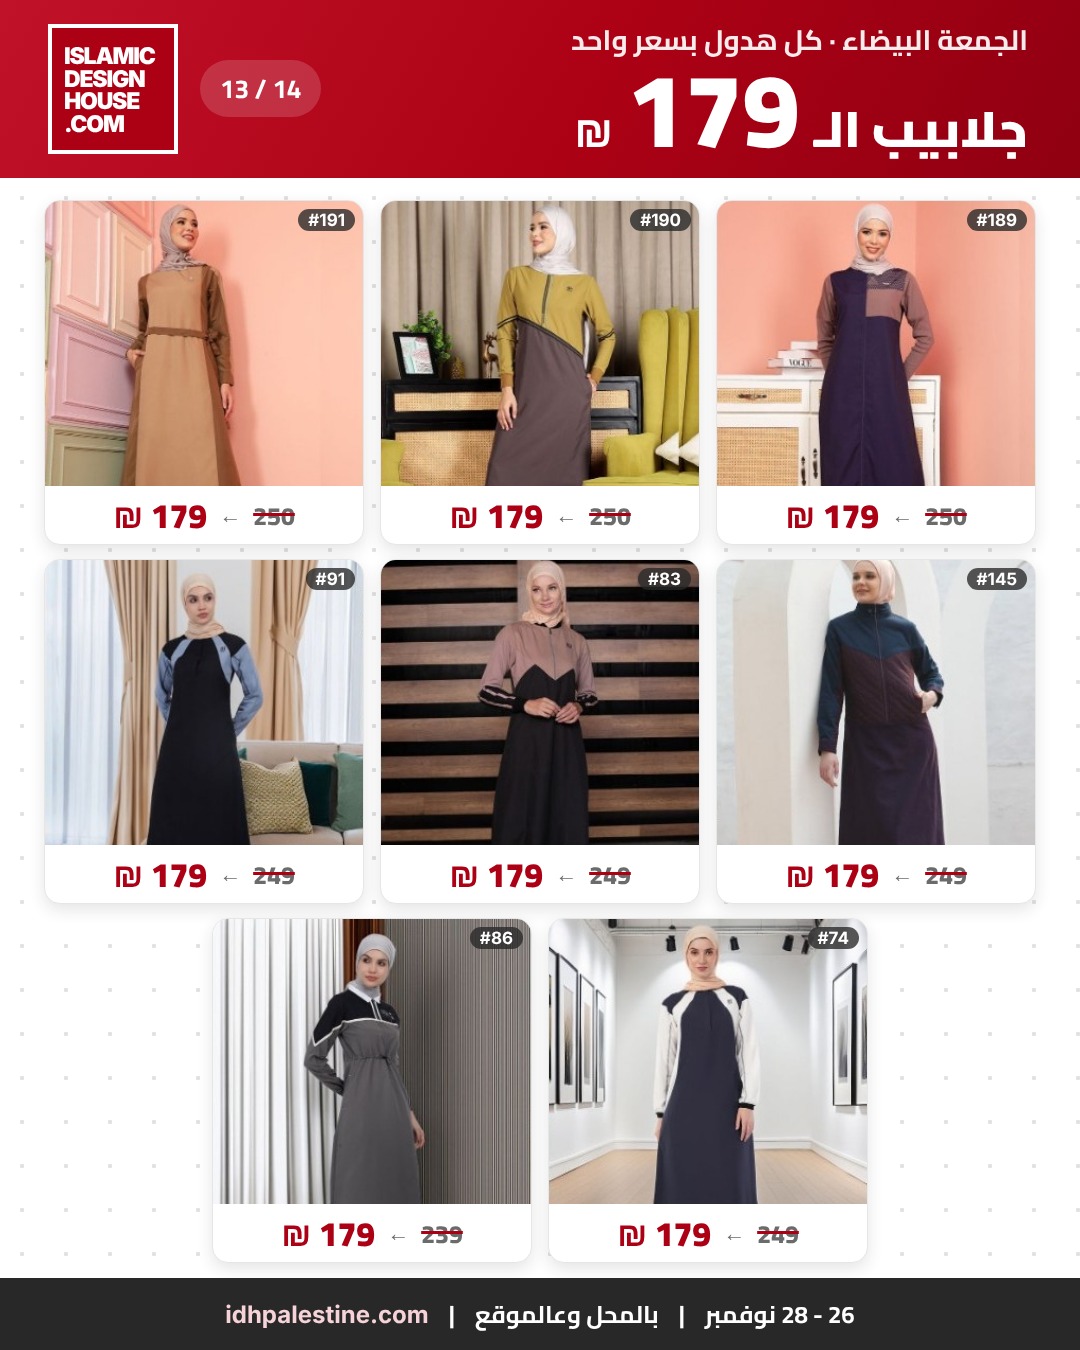 الجمعة البيضاء · كل هدول بسعر واحد
جلابيب الـ 179 ₪
13 / 14
ISLAMIC
DESIGN
HOUSE
.COM
#189
250 ← 179 ₪
#190
250 ← 179 ₪
#191
250 ← 179 ₪
#145
249 ← 179 ₪
#83
249 ← 179 ₪
#91
249 ← 179 ₪
#74
249 ← 179 ₪
#86
239 ← 179 ₪
26 - 28 نوفمبر | بالمحل وعالموقع | idhpalestine.com